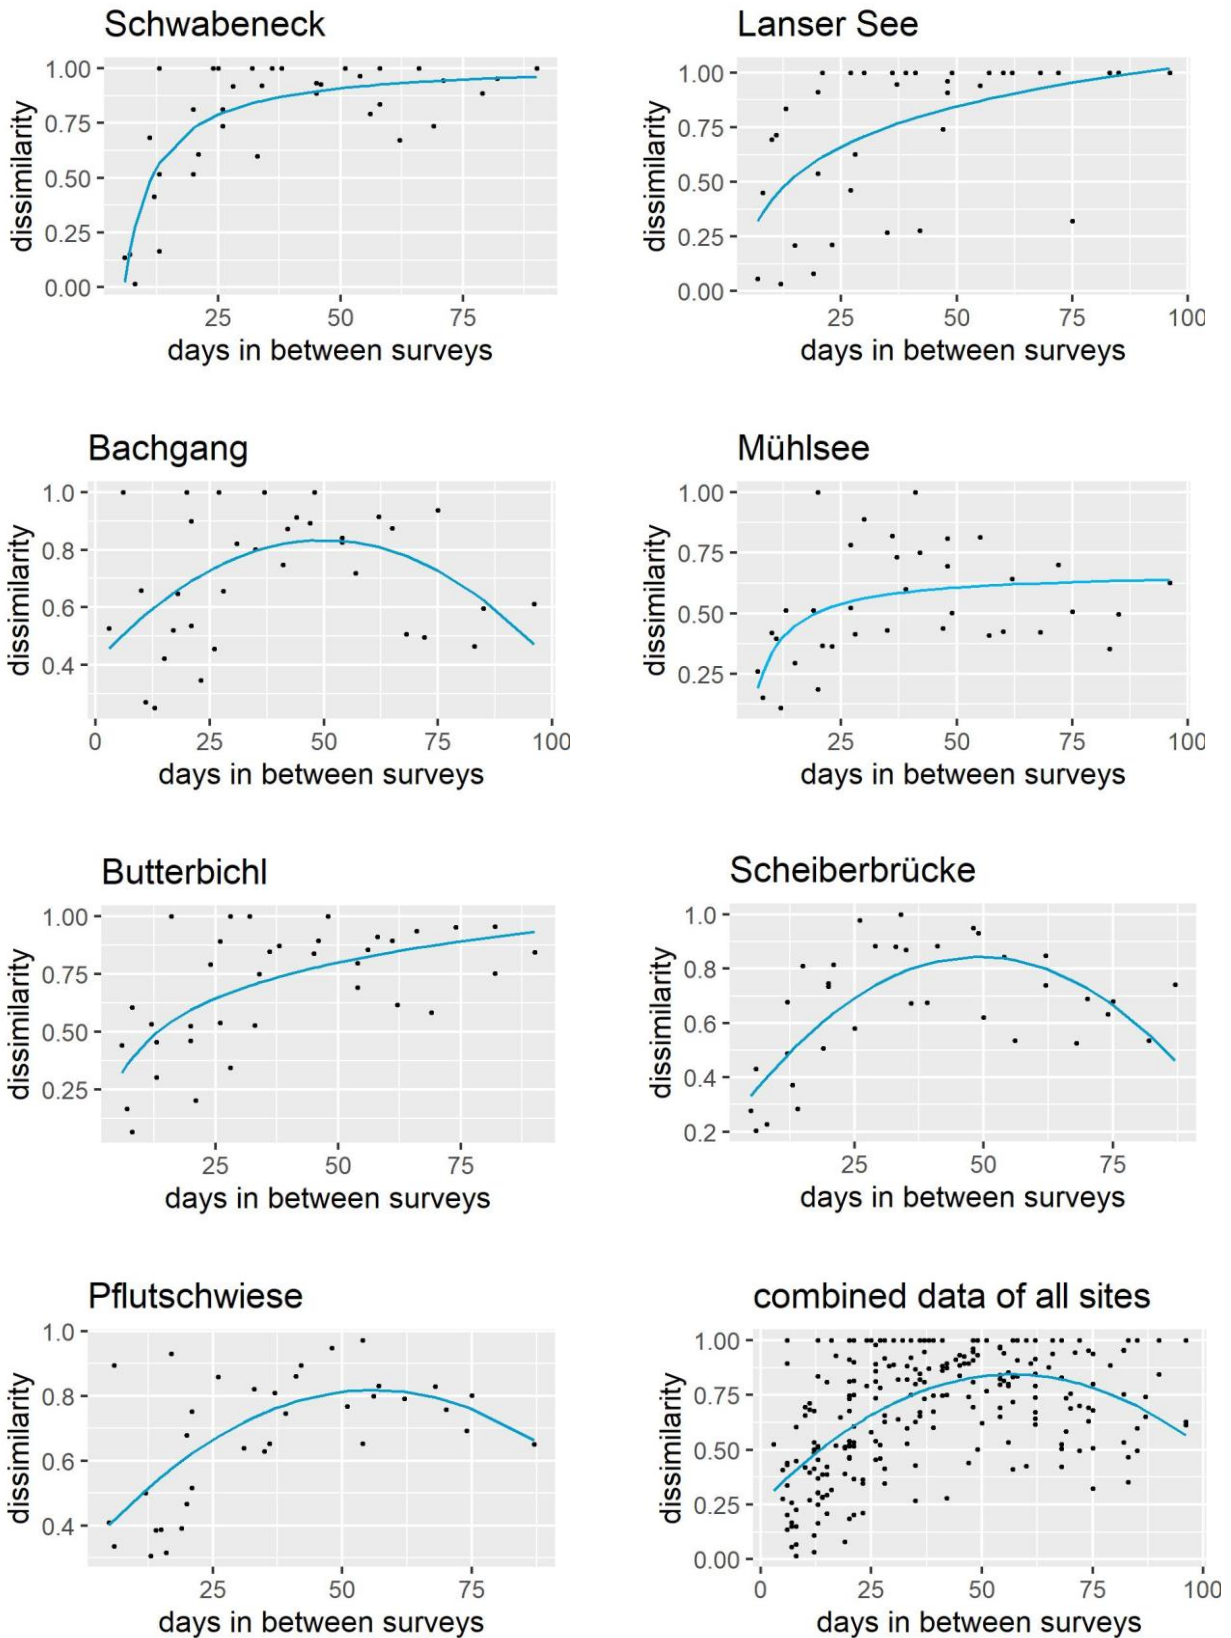 Schwabeneck
1.00
0.75
0.50
0.25
0.00
dissimilarity
25 50 75
days in between surveys
Lanser See
1.00
0.75
0.50
0.25
0.00
dissimilarity
25 50 75 100
days in between surveys
Bachgang
1.0
0.8
0.6
0.4
dissimilarity
0 25 50 75 100
days in between surveys
Mühlsee
1.00
0.75
0.50
0.25
dissimilarity
25 50 75 100
days in between surveys
Butterbichl
1.00
0.75
0.50
0.25
dissimilarity
25 50 75
days in between surveys
Scheiberbrücke
1.0
0.8
0.6
0.4
0.2
dissimilarity
25 50 75
days in between surveys
Pflutschwiese
1.0
0.8
0.6
0.4
dissimilarity
25 50 75
days in between surveys
combined data of all sites
1.00
0.75
0.50
0.25
0.00
dissimilarity
0 25 50 75 100
days in between surveys